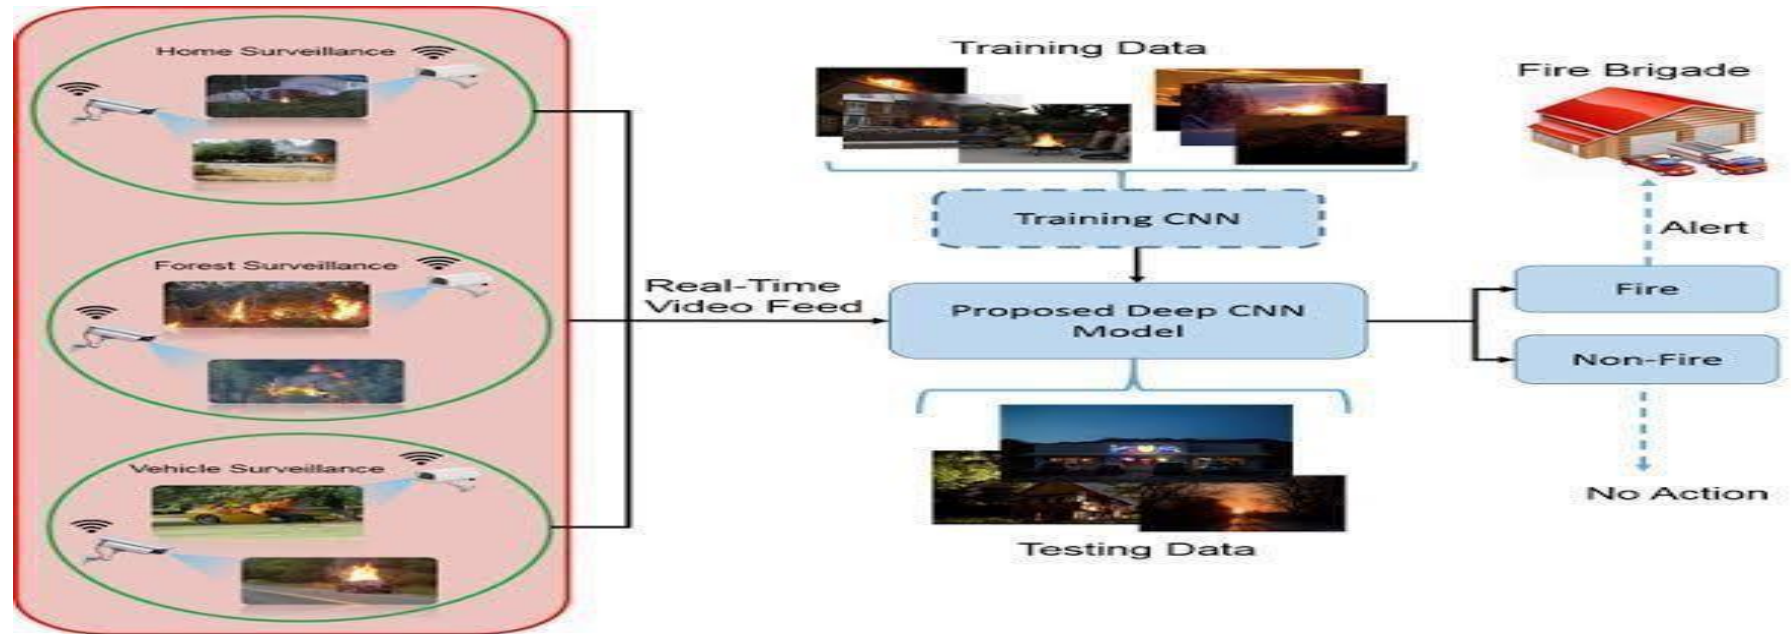 Home Surveillance
Forest Surveillance
Vehicle Surveillance
Real-Time
Video Feed
Training Data
Training CNN
Proposed Deep CNN
Model
Testing Data
Fire Brigade
Alert
Fire
Non-Fire
No Action